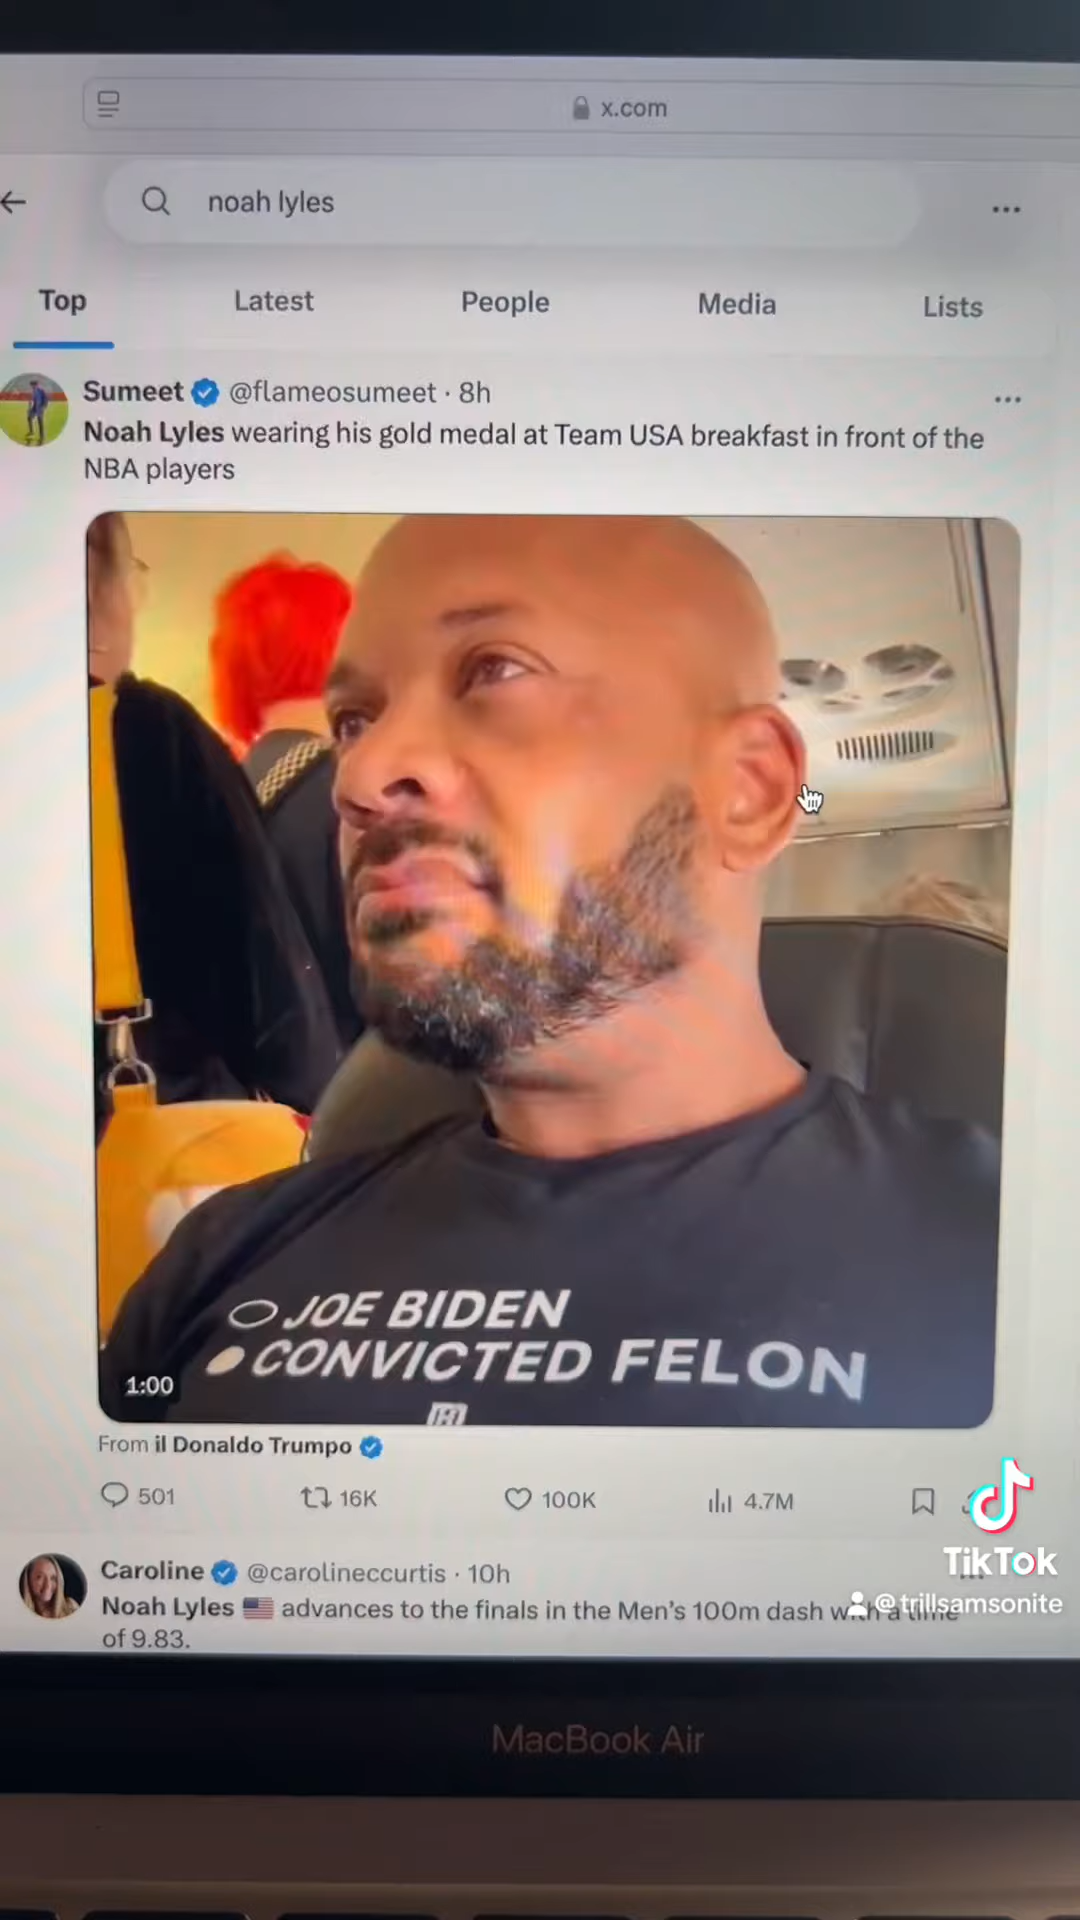 x.com
noah lyles
Top
Latest
People
Media
Lists
Sumeet @flameosumeet · 8h
Noah Lyles wearing his gold medal at Team USA breakfast in front of the
NBA players
JOE BIDEN
CONVICTED FELON
1:00
From il Donaldo Trumpo
501
16K
100K
4.7M
TikTok
@trillsamsonite
Caroline @carolineccurtis · 10h
Noah Lyles 🇺🇸 advances to the finals in the Men's 100m dash with a time
of 9.83.
MacBook Air